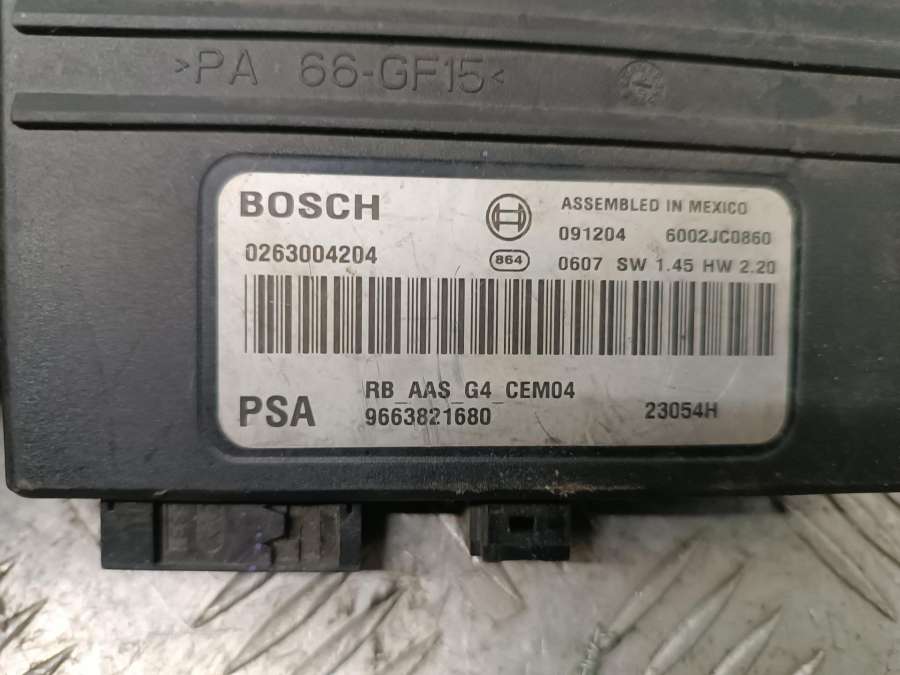 >PA 66-GF15<
BOSCH
0263004204
ASSEMBLED IN MEXICO
091204 6002JC0860
864 0607 SW 1.45 HW 2.20
RB_AAS_G4_CEM04
PSA 9663821680 23054H